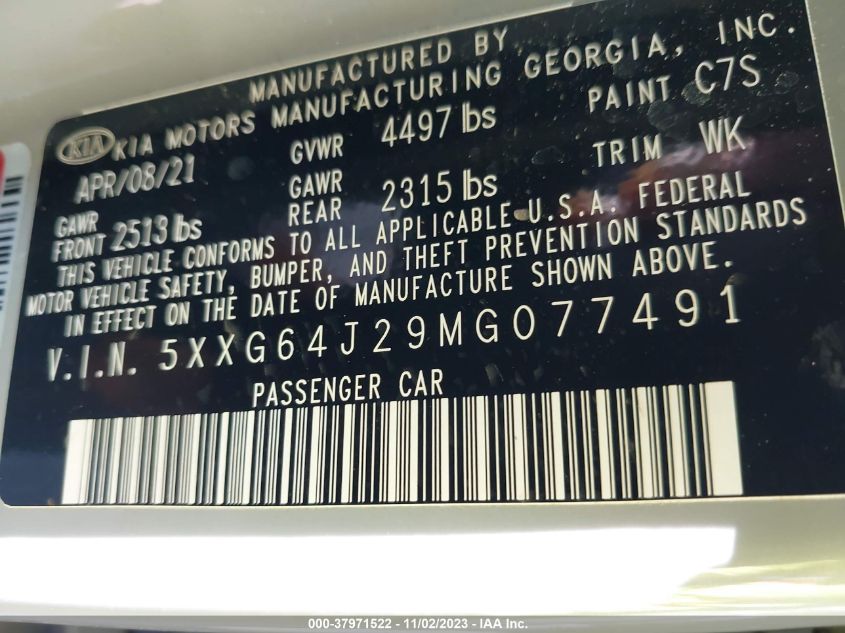 MANUFACTURED BY
KIA KIA MOTORS MANUFACTURING GEORGIA, INC.
APR/08/21 GVWR 4497 lbs PAINT C7S
GAWR FRONT 2513 lbs GAWR REAR 2315 lbs TRIM WK
THIS VEHICLE CONFORMS TO ALL APPLICABLE U.S.A. FEDERAL
MOTOR VEHICLE SAFETY, BUMPER, AND THEFT PREVENTION STANDARDS
IN EFFECT ON THE DATE OF MANUFACTURE SHOWN ABOVE.
V.I.N. 5XXG64J29MG077491
PASSENGER CAR
000-37971522 - 11/02/2023 - IAA Inc.